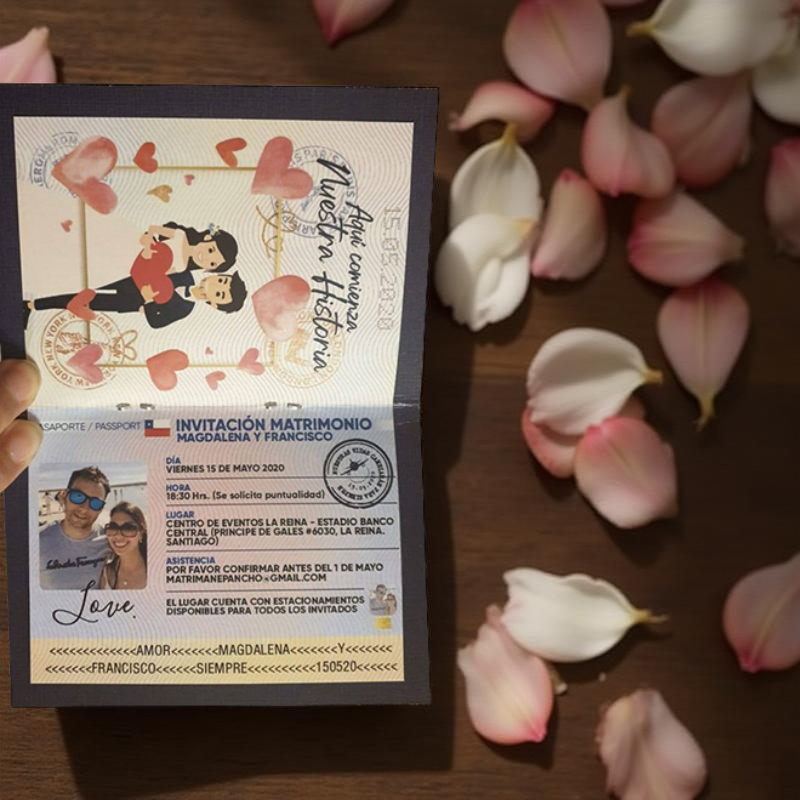 Aquí comienza
Nuestra Historia
15.05.2020
NEW YORK
PASAPORTE / PASSPORT
INVITACIÓN MATRIMONIO
MAGDALENA Y FRANCISCO
DÍA
VIERNES 15 DE MAYO 2020
HORA
18:30 Hrs. (Se solicita puntualidad)
LUGAR
CENTRO DE EVENTOS LA REINA - ESTADIO BANCO
CENTRAL (PRINCIPE DE GALES #6030, LA REINA.
SANTIAGO)
ASISTENCIA
POR FAVOR CONFIRMAR ANTES DEL 1 DE MAYO
MATRIMANEPANCHO@GMAIL.COM
EL LUGAR CUENTA CON ESTACIONAMIENTOS
DISPONIBLES PARA TODOS LOS INVITADOS
Love.
<<<<<<<<<<AMOR<<<<<<<MAGDALENA<<<<<<<Y<<<<<<<
<<<<<<FRANCISCO<<<<<<SIEMPRE<<<<<<<<<<150520<<<<<<